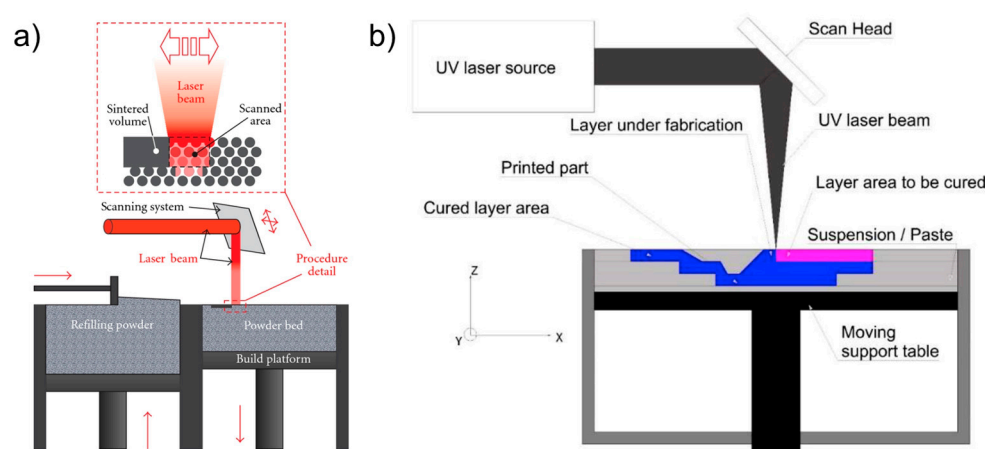 a)
Laser
beam
Sintered
volume
Scanned
area
Scanning system
Laser beam
Procedure
detail
Refilling powder
Powder bed
Build platform
b)
UV laser source
Scan Head
Layer under fabrication
UV laser beam
Printed part
Layer area to be cured
Cured layer area
Suspension / Paste
Z
Y
X
Moving
support table